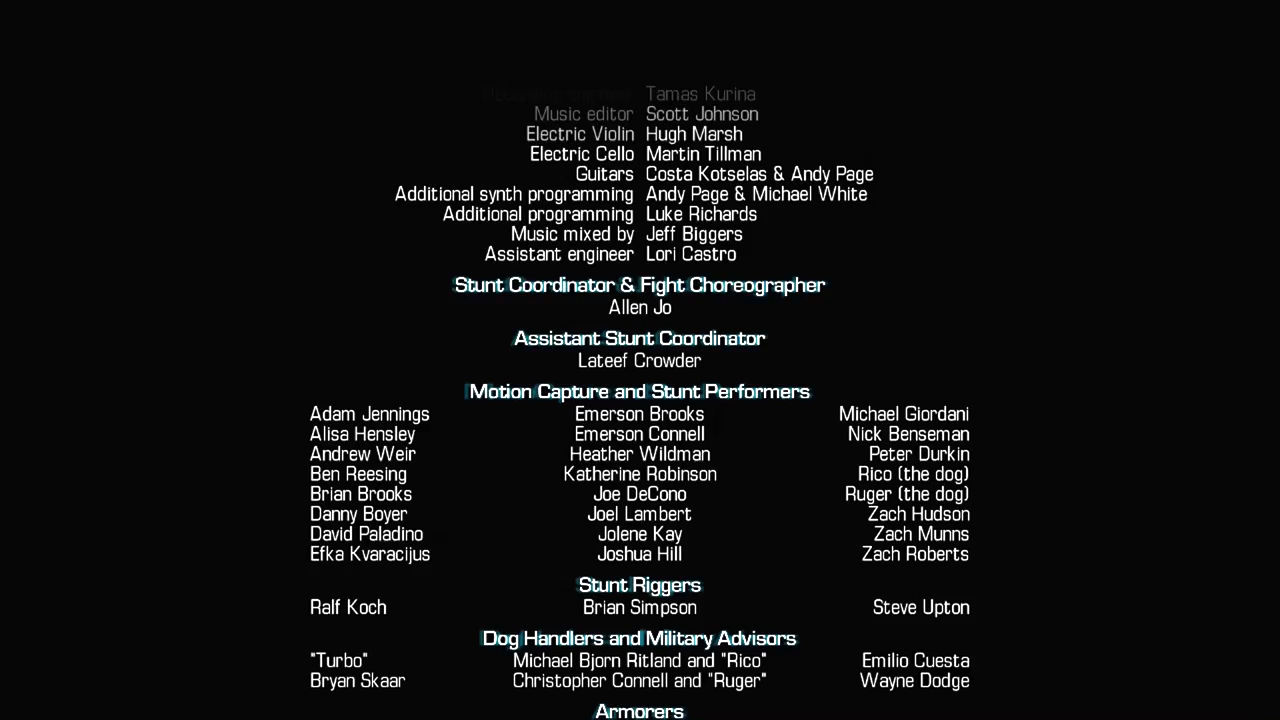 Tamas Kurina
Music editor Scott Johnson
Electric Violin Hugh Marsh
Electric Cello Martin Tillman
Guitars Costa Kotselas & Andy Page
Additional synth programming Andy Page & Michael White
Additional programming Luke Richards
Music mixed by Jeff Biggers
Assistant engineer Lori Castro
Stunt Coordinator & Fight Choreographer
Allen Jo
Assistant Stunt Coordinator
Lateef Crowder
Motion Capture and Stunt Performers
Adam Jennings Emerson Brooks Michael Giordani
Alisa Hensley Emerson Connell Nick Benseman
Andrew Weir Heather Wildman Peter Durkin
Ben Reesing Katherine Robinson Rico (the dog)
Brian Brooks Joe DeCono Ruger (the dog)
Danny Boyer Joel Lambert Zach Hudson
David Paladino Jolene Kay Zach Munns
Efka Kvaracijus Joshua Hill Zach Roberts
Stunt Riggers
Ralf Koch Brian Simpson Steve Upton
Dog Handlers and Military Advisors
"Turbo" Michael Bjorn Ritland and "Rico" Emilio Cuesta
Bryan Skaar Christopher Connell and "Ruger" Wayne Dodge
Armorers